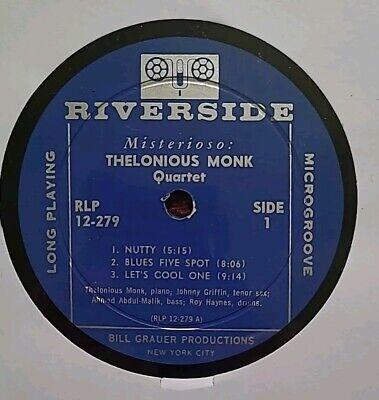 RIVERSIDE
Misterioso:
THELONIOUS MONK
Quartet
RLP
12-279
SIDE
1
LONG PLAYING
MICROGROOVE
1. NUTTY (5:15)
2. BLUES FIVE SPOT (8:06)
3. LET'S COOL ONE (9:14)
Thelonious Monk, piano; Johnny Griffin, tenor sax;
Ahmed Abdul-Malik, bass; Roy Haynes, drums.
(RLP 12-279 A)
BILL GRAUER PRODUCTIONS
NEW YORK CITY